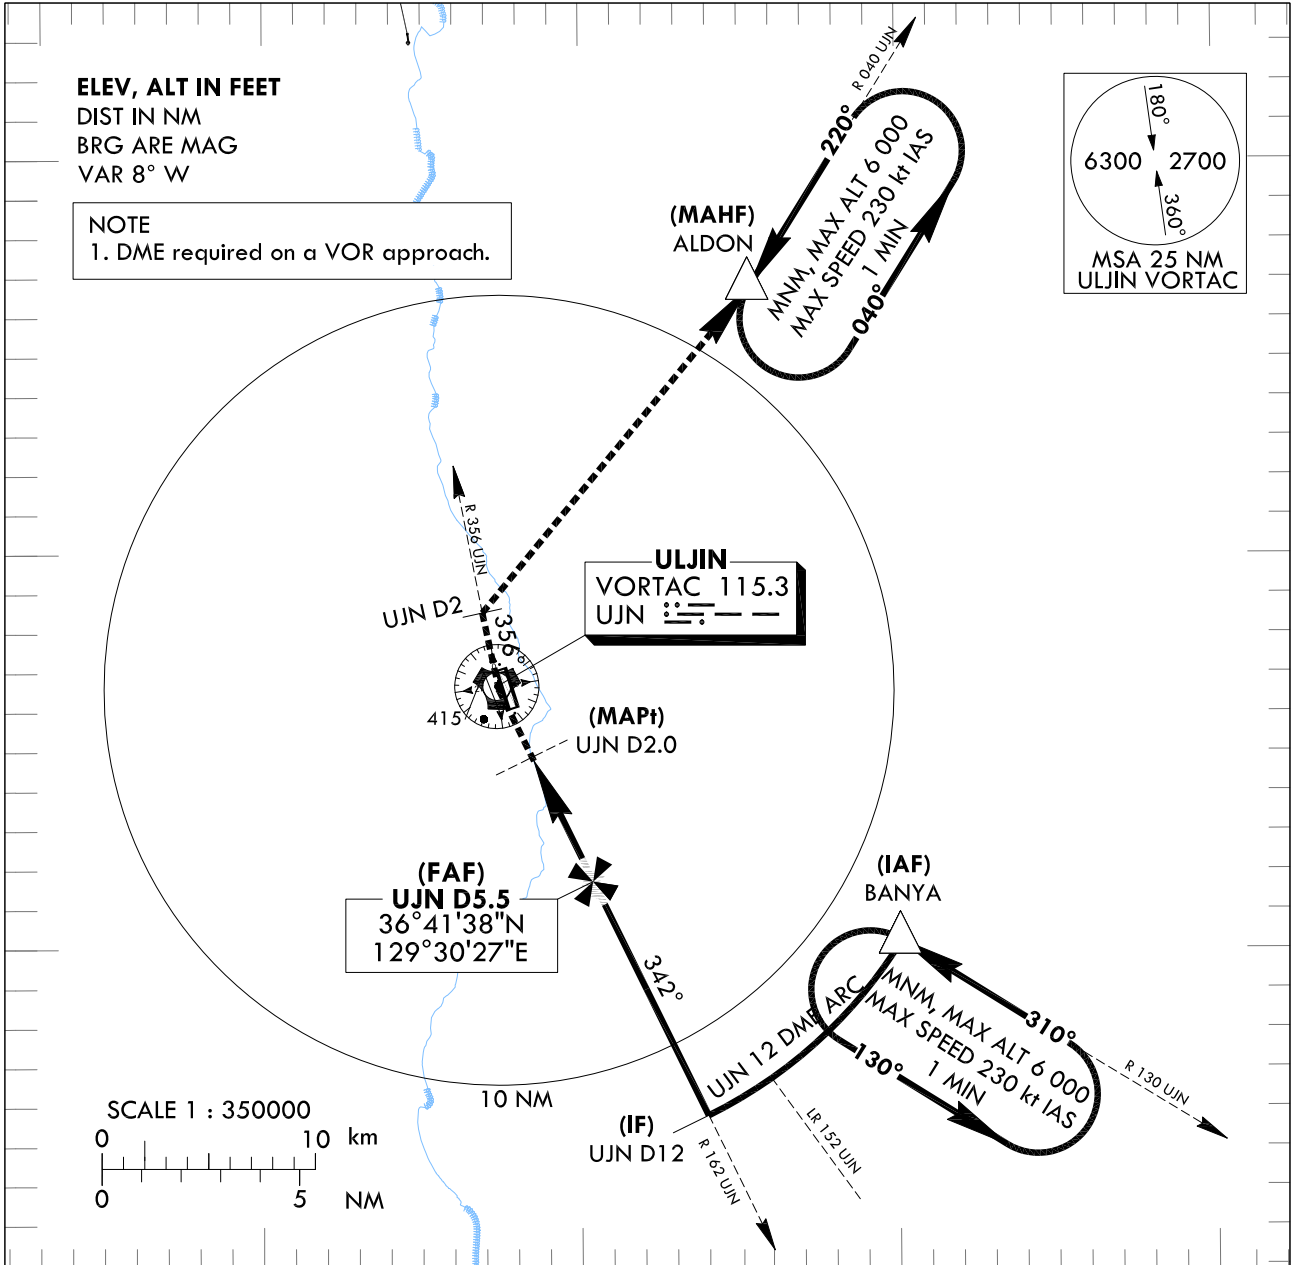 ELEV, ALT IN FEET
DIST IN NM
BRG ARE MAG
VAR 8° W
NOTE
1. DME required on a VOR approach.
R 040 UJN
220°
MNM, MAX ALT 6 000
MAX SPEED 230 kt IAS
1 MIN
040°
(MAHF)
ALDON
180°
6300 2700
360°
MSA 25 NM
ULJIN VORTAC
R 356 UJN
UJN D2
356°
ULJIN
VORTAC 115.3
UJN
415
(MAPt)
UJN D2.0
(FAF)
UJN D5.5
36°41'38"N
129°30'27"E
(IAF)
BANYA
342°
UJN 12 DME ARC
MNM, MAX ALT 6 000
MAX SPEED 230 kt IAS
1 MIN
310°
130°
R 130 UJN
10 NM
(IF)
UJN D12
LR 152 UJN
R 162 UJN
SCALE 1 : 350000
0 10 km
0 5 NM